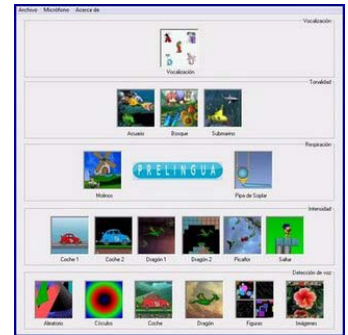 Archivo Micrófono Acerca de
Vocalización
Vocalización
Tonalidad
Acuario Bosque Submarino
Respiración
PRELINGUA
Molinos Pipa de Soplar
Intensidad
Coche 1 Coche 2 Dragón 1 Dragón 2 Picaflor Saltar
Detección de voz
Aleatorio Círculos Coche Dragón Figuras Imágenes